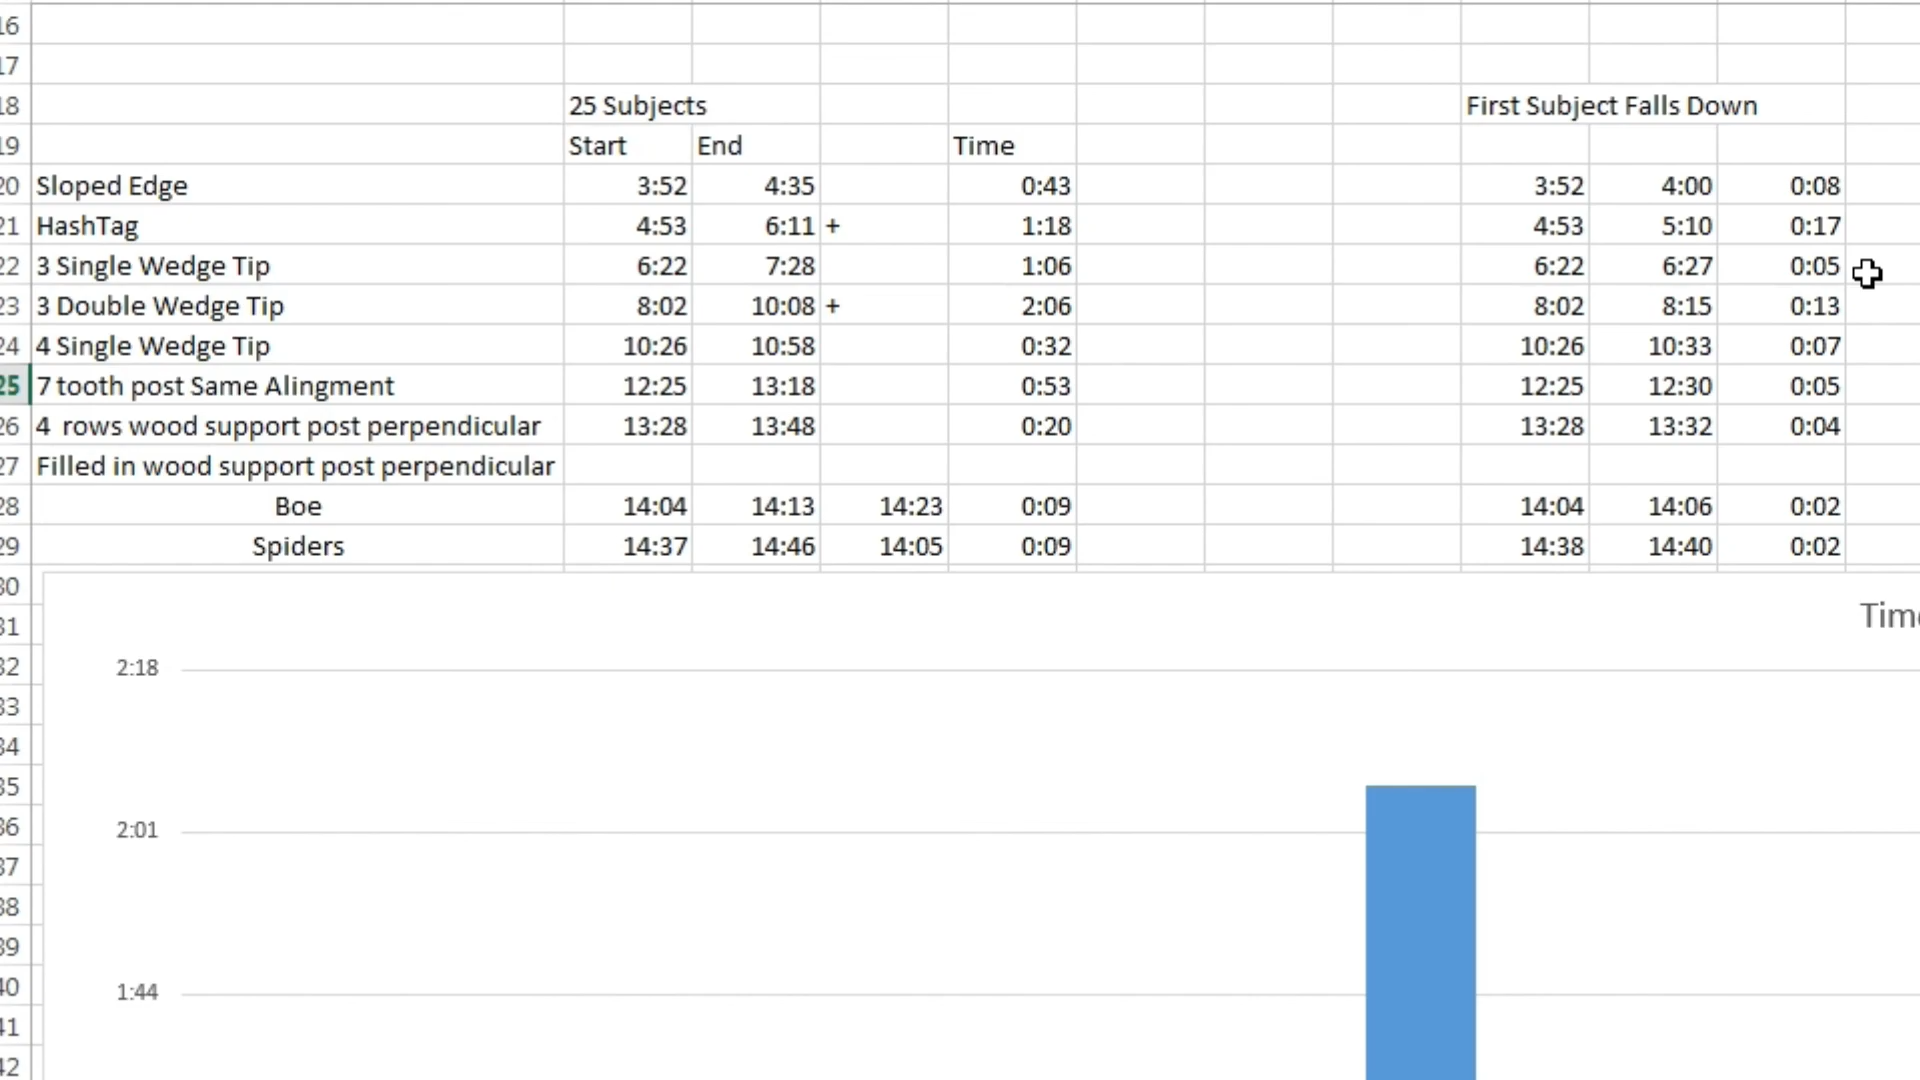 16
17
18 25 Subjects First Subject Falls Down
19 Start End Time
20 Sloped Edge 3:52 4:35 0:43 3:52 4:00 0:08
21 HashTag 4:53 6:11 + 1:18 4:53 5:10 0:17
22 3 Single Wedge Tip 6:22 7:28 1:06 6:22 6:27 0:05
23 3 Double Wedge Tip 8:02 10:08 + 2:06 8:02 8:15 0:13
24 4 Single Wedge Tip 10:26 10:58 0:32 10:26 10:33 0:07
25 7 tooth post Same Alingment 12:25 13:18 0:53 12:25 12:30 0:05
26 4 rows wood support post perpendicular 13:28 13:48 0:20 13:28 13:32 0:04
27 Filled in wood support post perpendicular
28 Boe 14:04 14:13 14:23 0:09 14:04 14:06 0:02
29 Spiders 14:37 14:46 14:05 0:09 14:38 14:40 0:02
30
31 Time
32 2:18
33
34
35
36 2:01
37
38
39
40 1:44
41
42